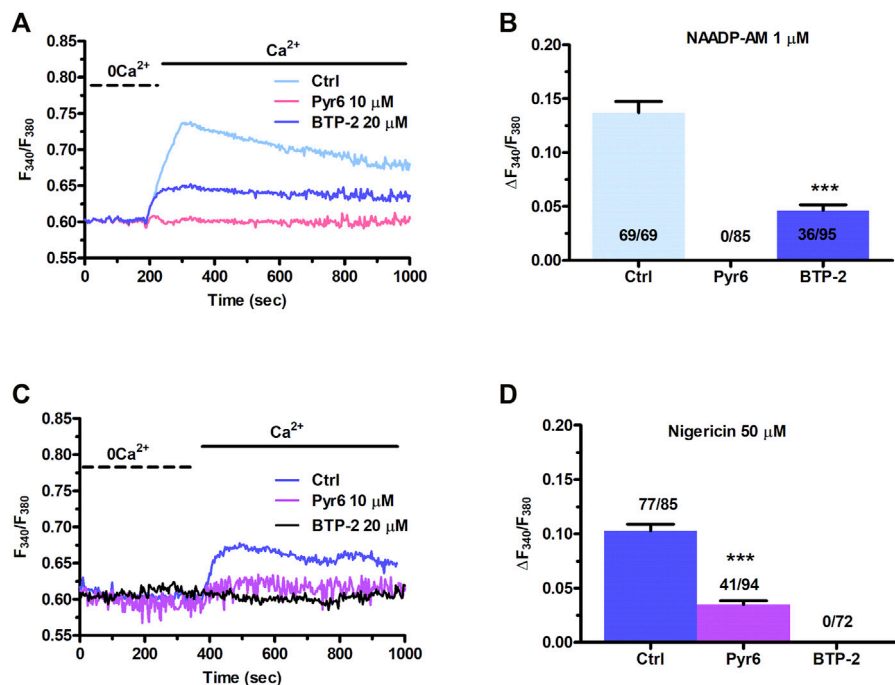 A
0.85
0.80
0.75
0.70
0.65
0.60
0.55
F340/F380
0Ca2+
Ca2+
Ctrl
Pyr6 10 μM
BTP-2 20 μM
0 200 400 600 800 1000
Time (sec)
B
NAADP-AM 1 μM
0.20
0.15
0.10
0.05
0.00
ΔF340/F380
69/69
0/85
***
36/95
Ctrl Pyr6 BTP-2
C
0.85
0.80
0.75
0.70
0.65
0.60
0.55
F340/F380
0Ca2+
Ca2+
Ctrl
Pyr6 10 μM
BTP-2 20 μM
0 200 400 600 800 1000
Time (sec)
D
Nigericin 50 μM
0.20
0.15
0.10
0.05
0.00
ΔF340/F380
77/85
***
41/94
0/72
Ctrl Pyr6 BTP-2